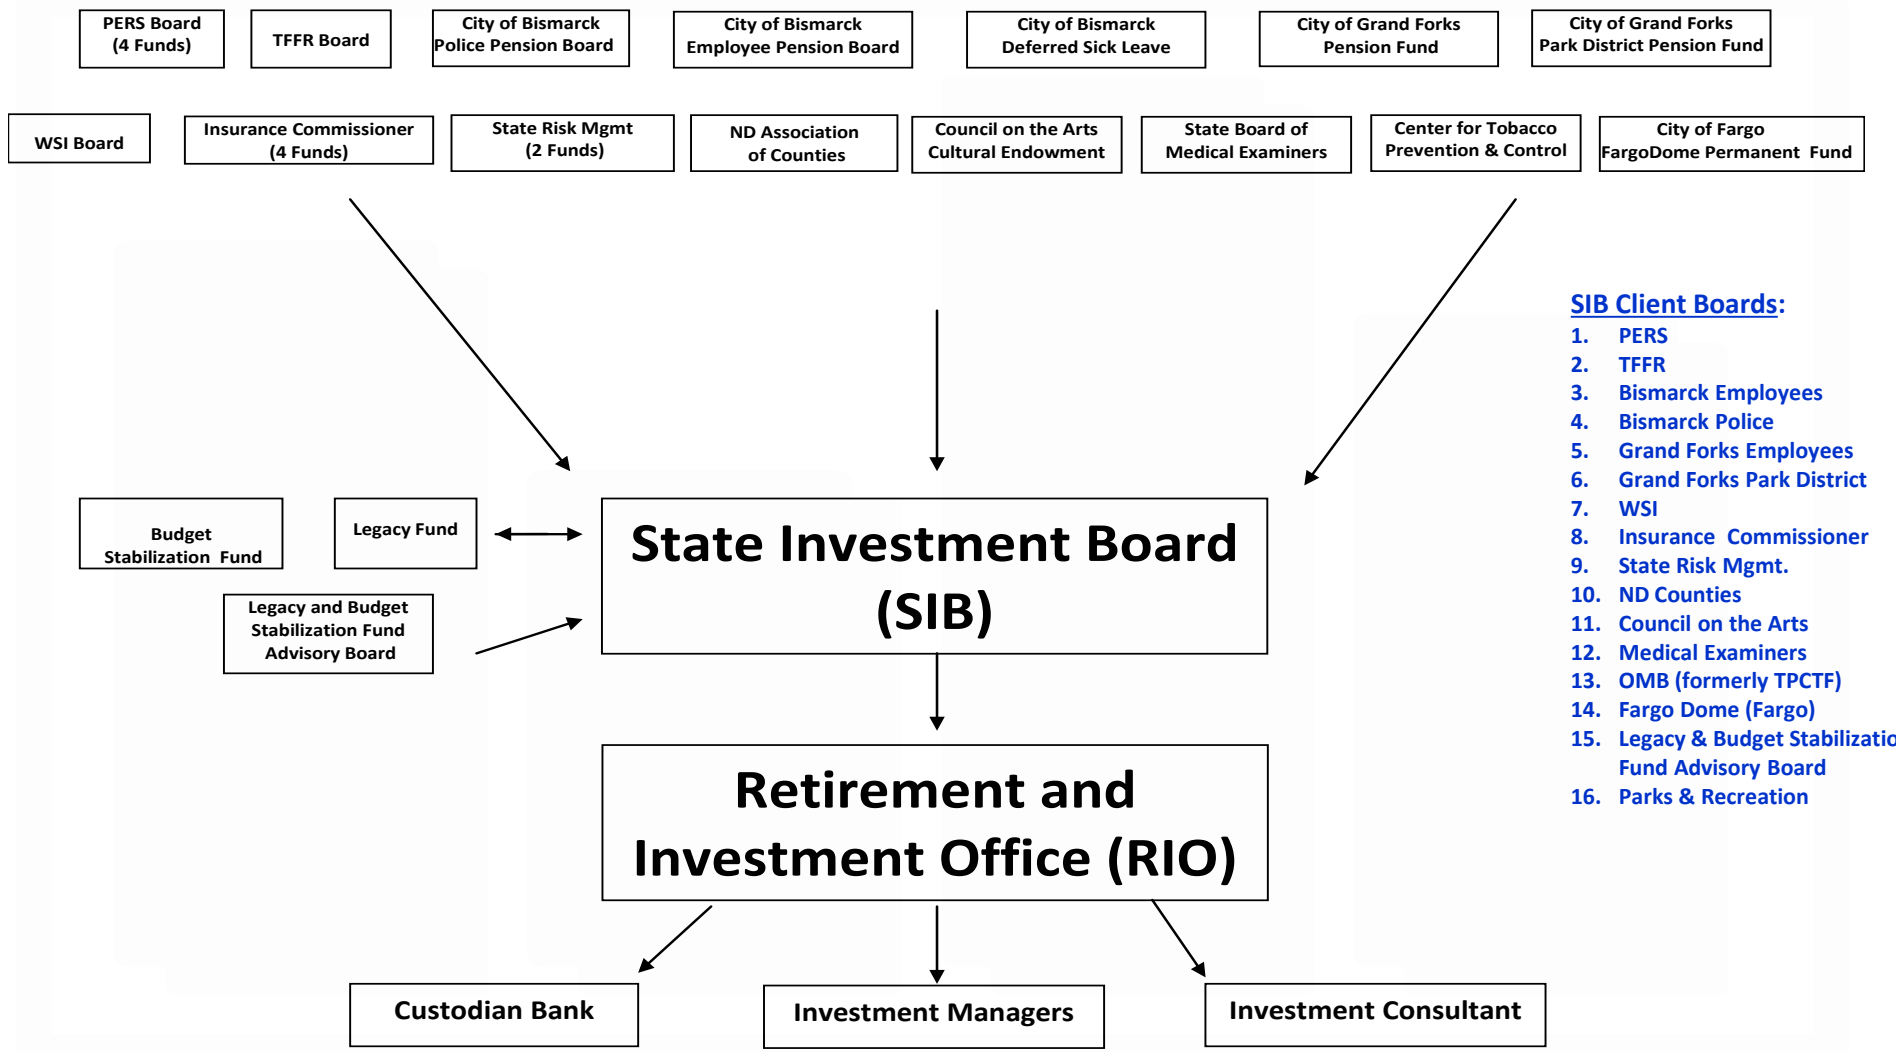 PERS Board
(4 Funds)
TFFR Board
City of Bismarck
Police Pension Board
City of Bismarck
Employee Pension Board
City of Bismarck
Deferred Sick Leave
City of Grand Forks
Pension Fund
City of Grand Forks
Park District Pension Fund
WSI Board
Insurance Commissioner
(4 Funds)
State Risk Mgmt
(2 Funds)
ND Association
of Counties
Council on the Arts
Cultural Endowment
State Board of
Medical Examiners
Center for Tobacco
Prevention & Control
City of Fargo
FargoDome Permanent Fund
SIB Client Boards:
1. PERS
2. TFFR
3. Bismarck Employees
4. Bismarck Police
5. Grand Forks Employees
6. Grand Forks Park District
7. WSI
8. Insurance Commissioner
9. State Risk Mgmt.
10. ND Counties
11. Council on the Arts
12. Medical Examiners
13. OMB (formerly TPCTF)
14. Fargo Dome (Fargo)
15. Legacy & Budget Stabilizatio
Fund Advisory Board
16. Parks & Recreation
Budget
Stabilization Fund
Legacy Fund
Legacy and Budget
Stabilization Fund
Advisory Board
State Investment Board
(SIB)
Retirement and
Investment Office (RIO)
Custodian Bank
Investment Managers
Investment Consultant